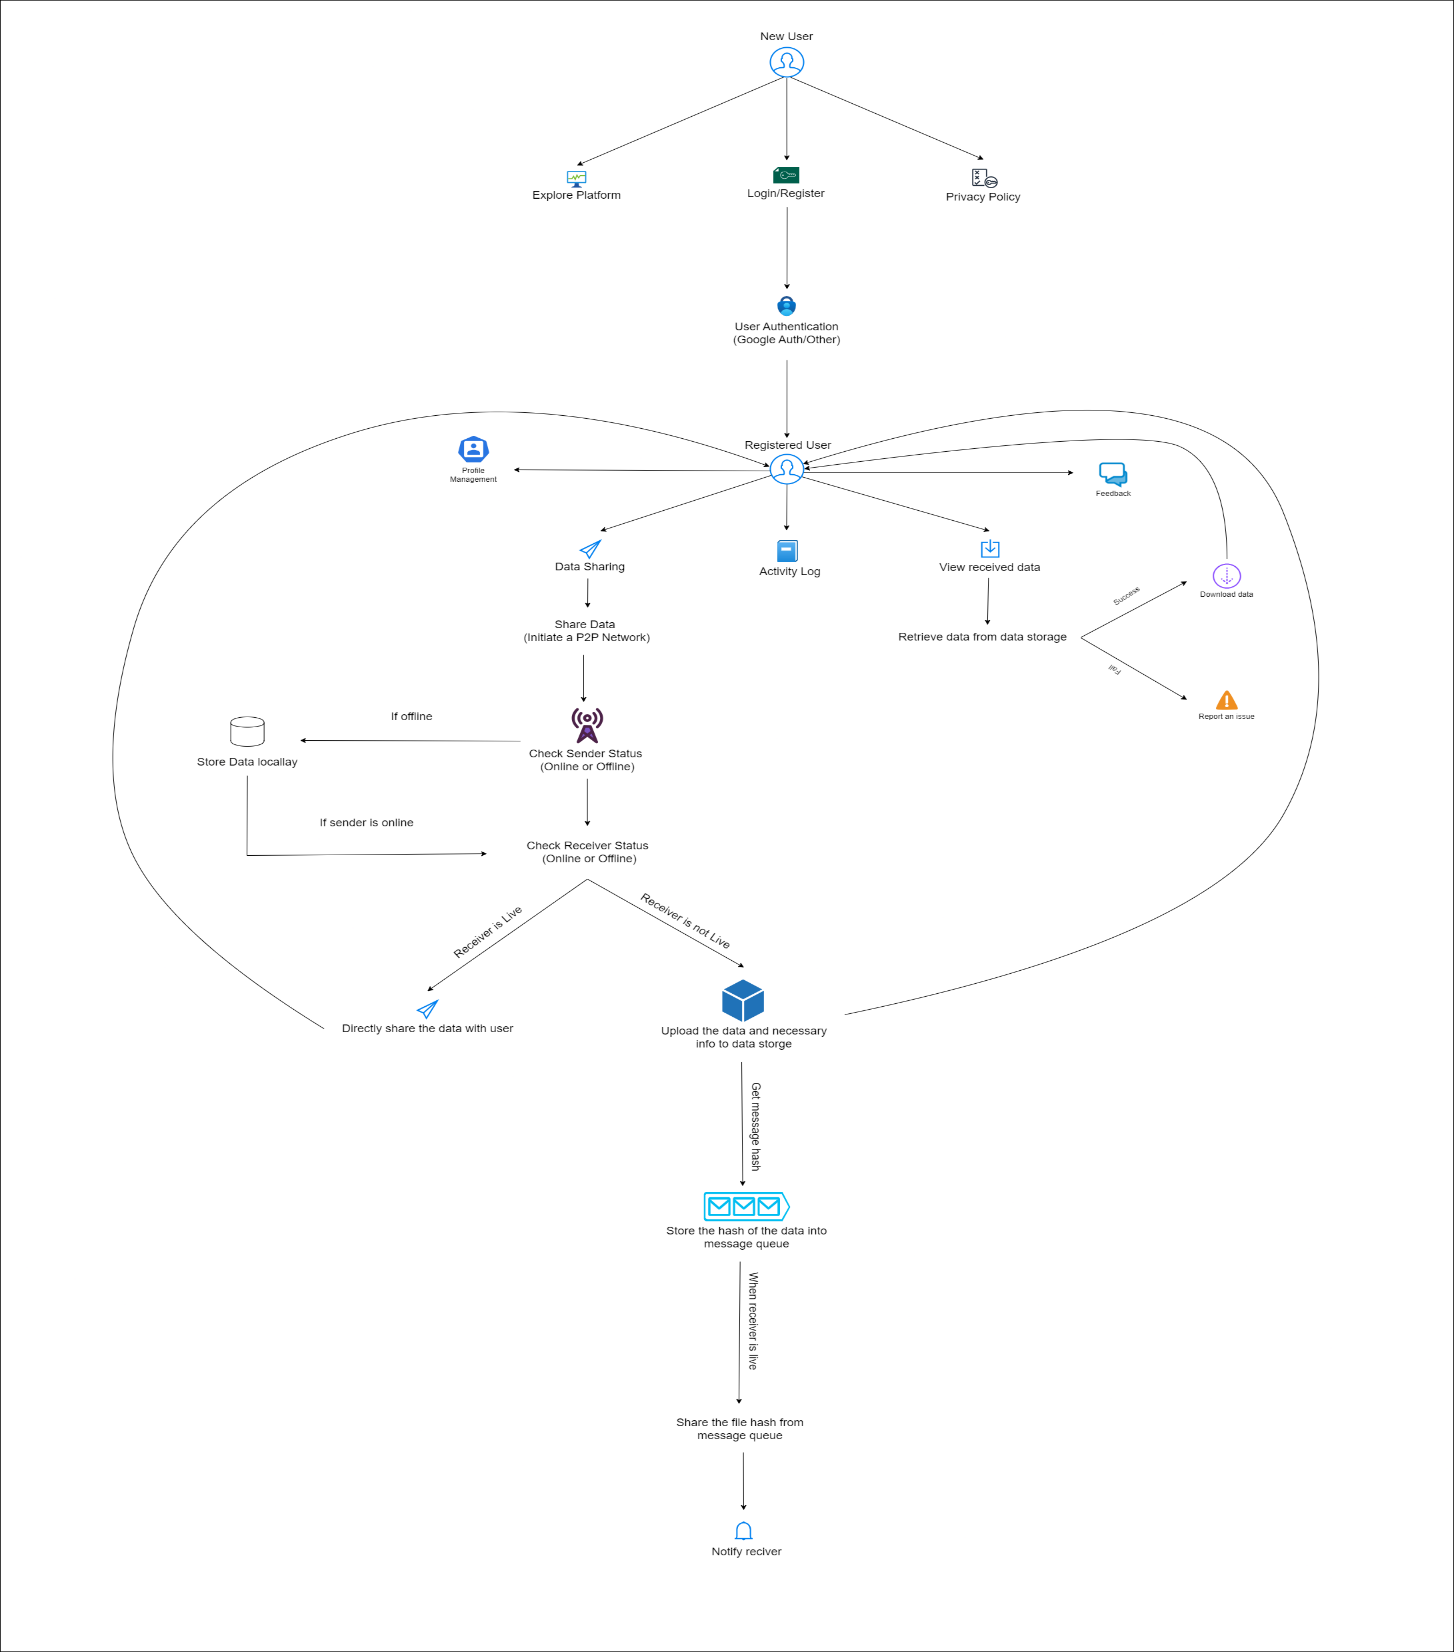 New User
Explore Platform
Login/Register
Privacy Policy
User Authentication
(Google Auth/Other)
Registered User
Profile
Management
Feedback
Data Sharing
Activity Log
View received data
Success
Download data
Share Data
(Initiate a P2P Network)
Retrieve data from data storage
Fail
Report an issue
If offline
Check Sender Status
(Online or Offline)
Store Data locallay
If sender is online
Check Receiver Status
(Online or Offline)
Receiver is Live
Receiver is not Live
Directly share the data with user
Upload the data and necessary
info to data storge
Get message hash
Store the hash of the data into
message queue
When receiver is live
Share the file hash from
message queue
Notify reciver